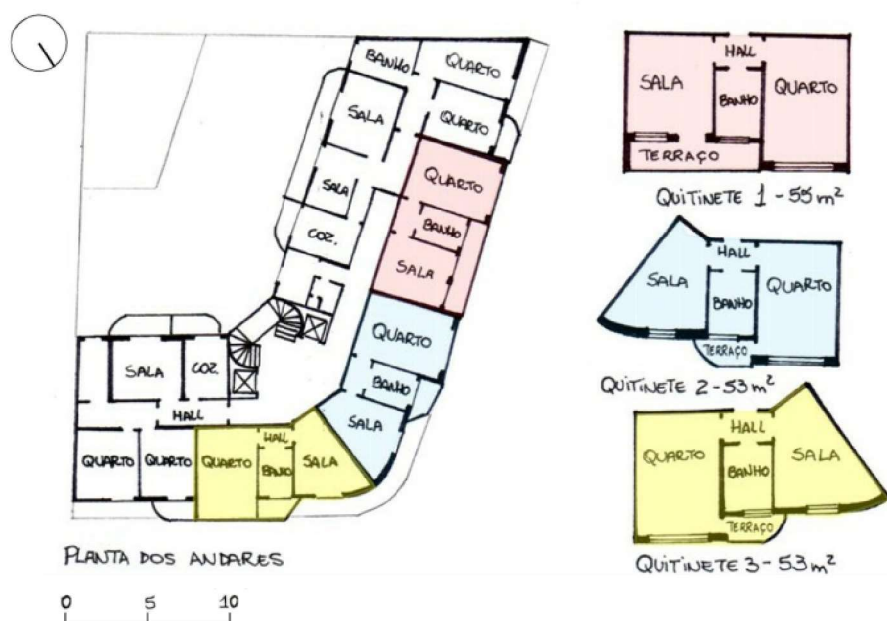 BANHO QUARTO
SALA QUARTO
QUARTO
SALA BANHO
COZ. SALA
QUARTO
SALA COZ. BANHO
HALL SALA
QUARTO QUARTO QUARTO HALL SALA
BANHO
PLANTA DOS ANDARES
0 5 10
HALL
SALA QUARTO
BANHO
TERRAÇO
QUITINETE 1 - 55 m²
HALL
SALA QUARTO
BANHO
TERRAÇO
QUITINETE 2 - 53 m²
HALL
QUARTO SALA
BANHO
TERRAÇO
QUITINETE 3 - 53 m²